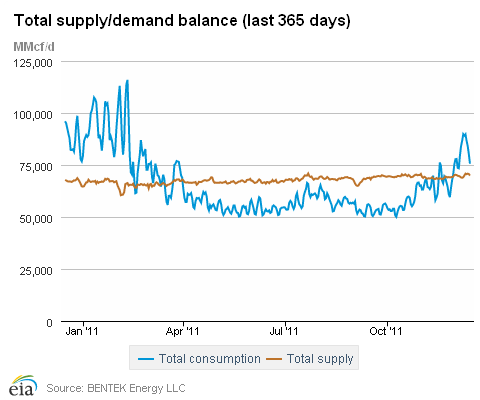 Total supply/demand balance (last 365 days)
MMcf/d
125,000
100,000
75,000
50,000
25,000
0
Jan '11 Apr '11 Jul '11 Oct '11
Total consumption Total supply
eia Source: BENTEK Energy LLC